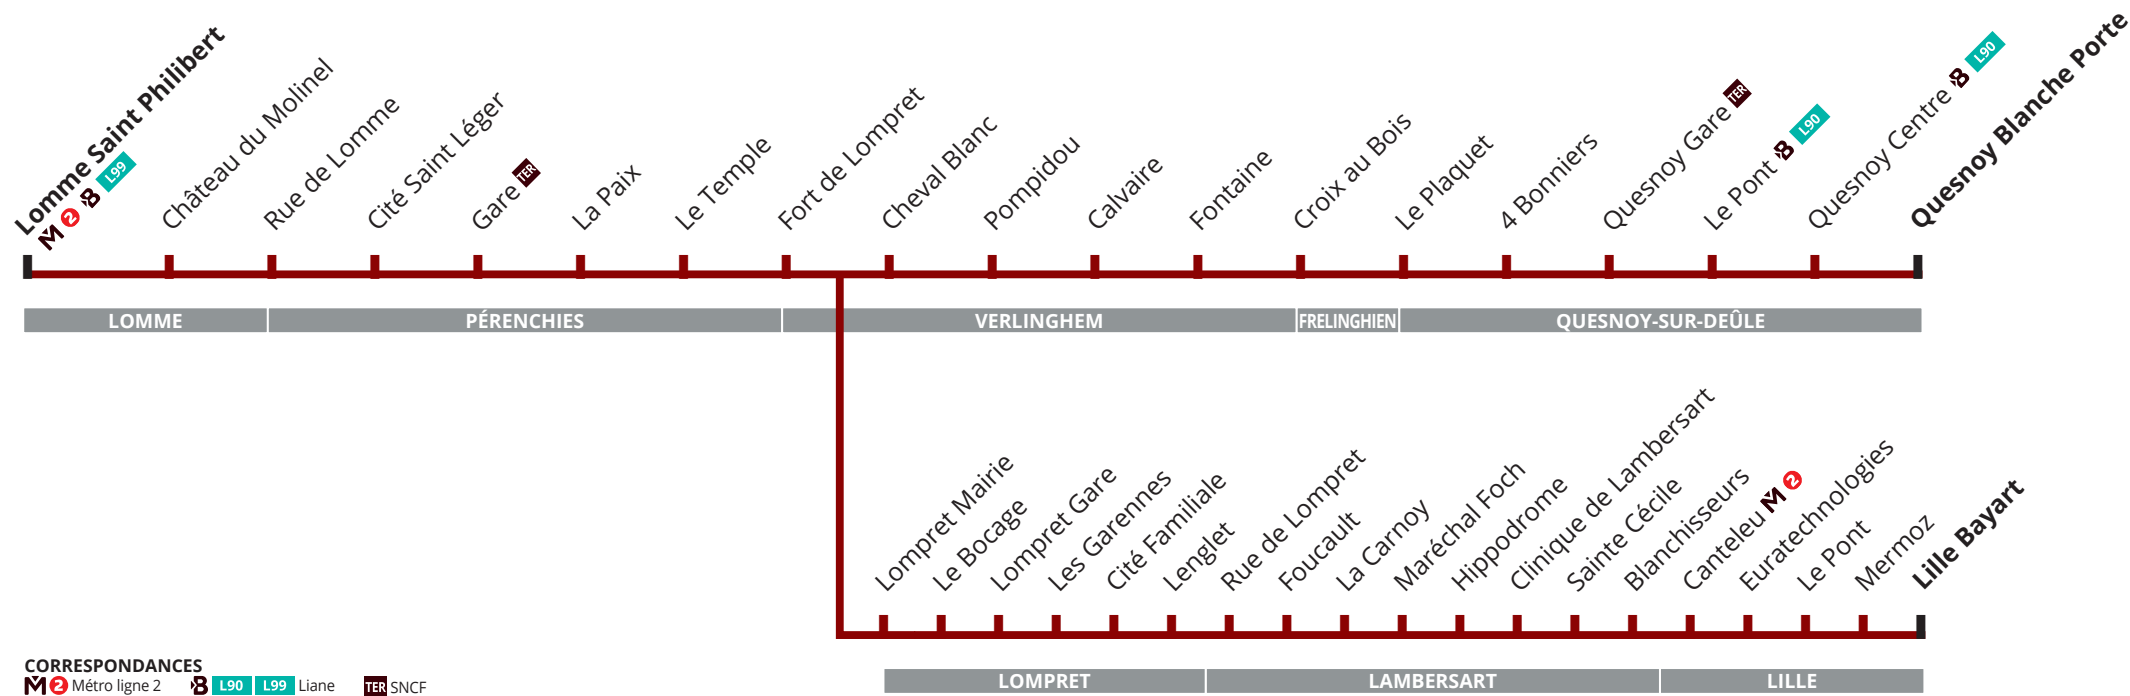 Lomme Saint Philibert
M 2 B L99
Château du Molinel
Rue de Lomme
Cité Saint Léger
Gare TER
La Paix
Le Temple
Fort de Lompret
Cheval Blanc
Pompidou
Calvaire
Fontaine
Croix au Bois
Le Plaquet
4 Bonniers
Quesnoy Gare TER
Le Pont B L90
Quesnoy Centre B L90
Quesnoy Blanche Porte
LOMME
PÉRENCHIES
VERLINGHEM
FRELINGHIEN
QUESNOY-SUR-DEÛLE
Lompret Mairie
Le Bocage
Lompret Gare
Les Garennes
Cité Familiale
Lenglet
Rue de Lompret
Foucault
La Carnoy
Maréchal Foch
Hippodrome
Clinique de Lambersart
Sainte Cécile
Blanchisseurs
Canteleu M 2
Euratechnologies
Le Pont
Mermoz
Lille Bayart
LOMPRET
LAMBERSART
LILLE
CORRESPONDANCES
M 2 Métro ligne 2 B L90 L99 Liane TER SNCF